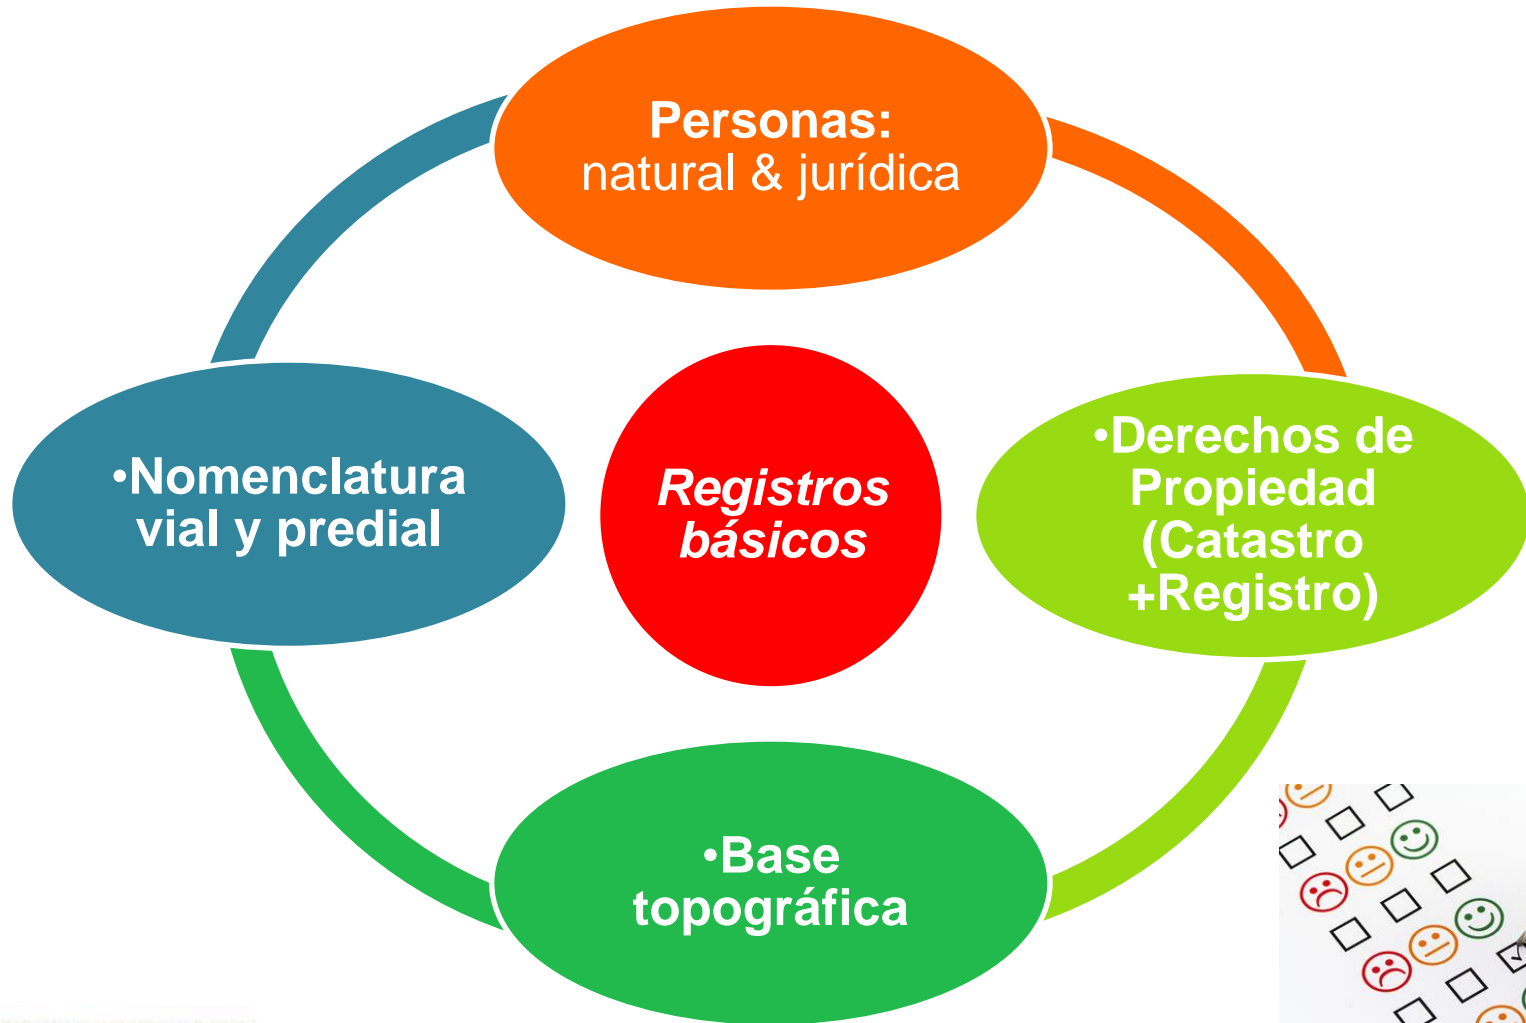 Personas:
natural & jurídica
•Derechos de
Propiedad
(Catastro
+Registro)
•Base
topográfica
•Nomenclatura
vial y predial
Registros
básicos